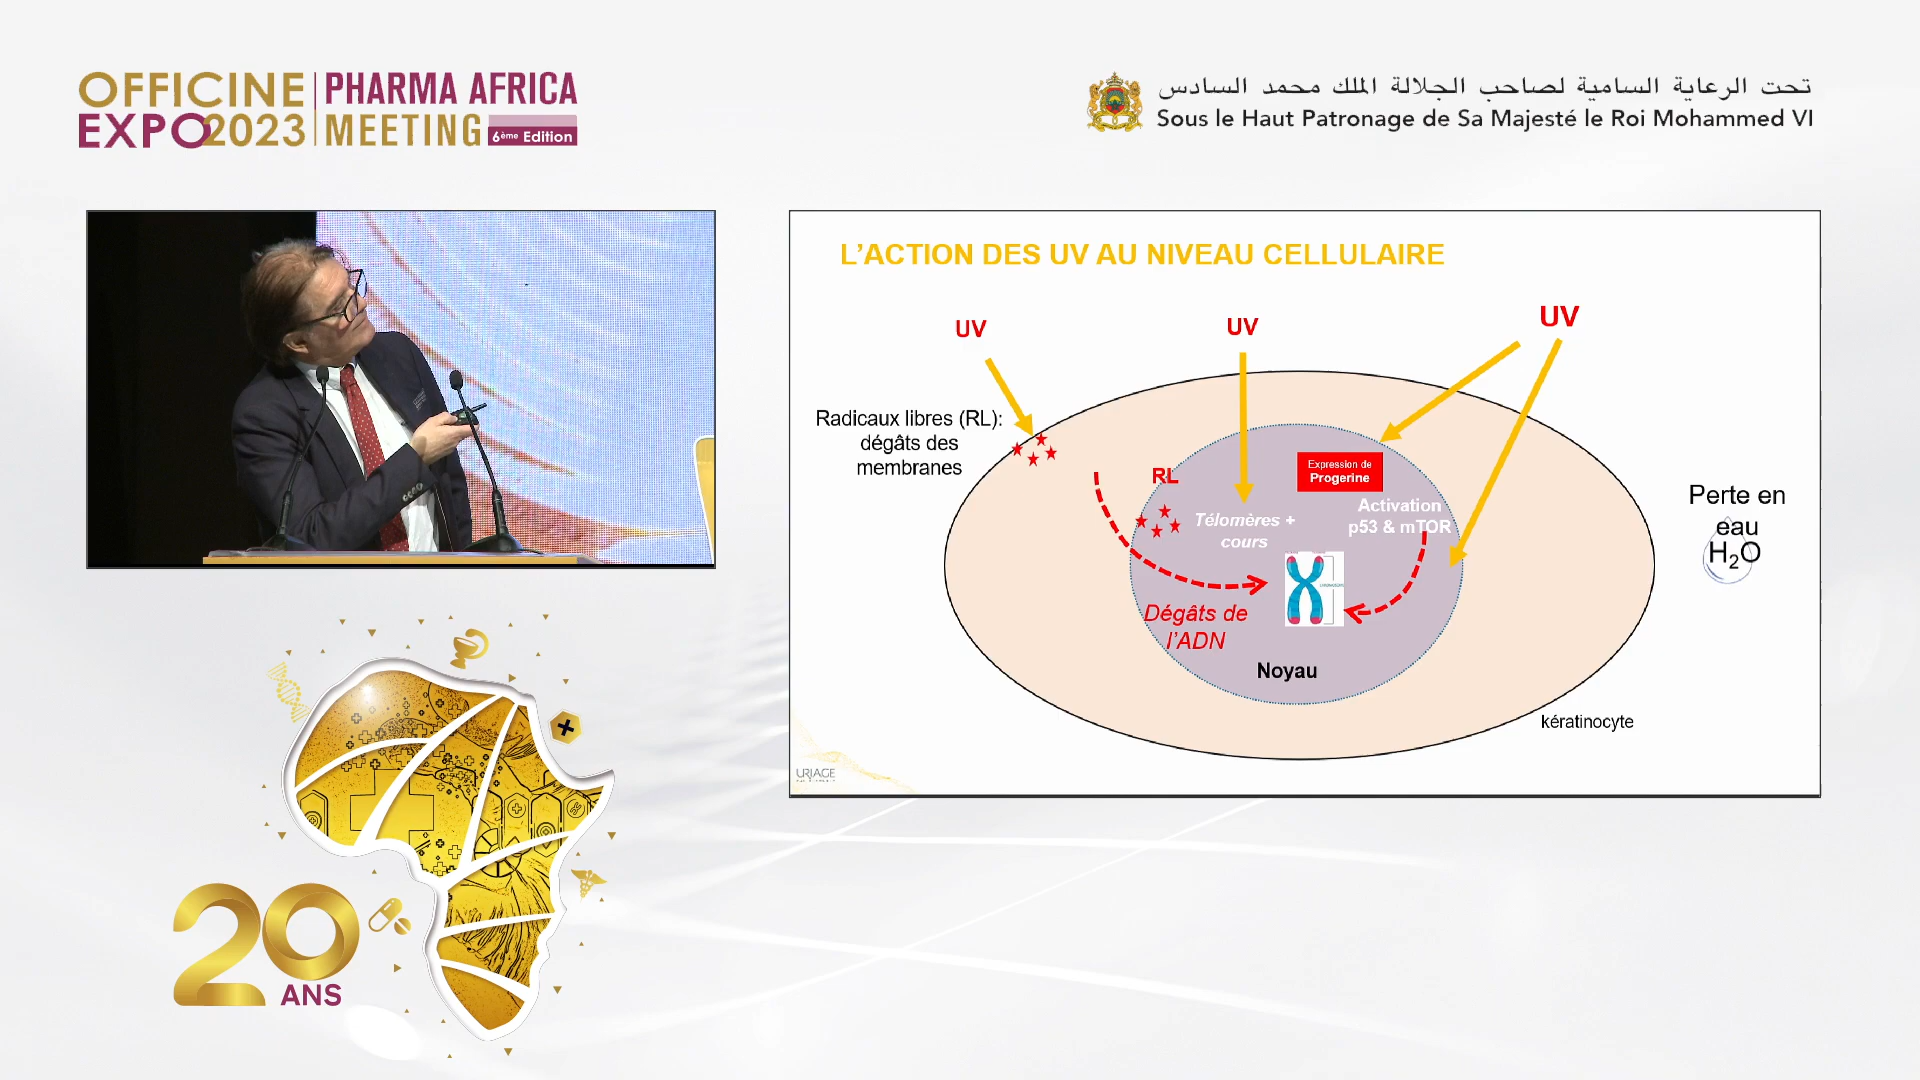 OFFICINE
EXPO2023
PHARMA AFRICA
MEETING
6ème Edition
تحت الرعاية السامية لصاحب الجلالة الملك محمد السادس
Sous le Haut Patronage de Sa Majesté le Roi Mohammed VI
L'ACTION DES UV AU NIVEAU CELLULAIRE
UV
UV
UV
Radicaux libres (RL):
dégâts des
membranes
RL
Expression de
Progerine
Activation
p53 & mTOR
Télomères +
cours
Dégâts de
l'ADN
Noyau
kératinocyte
Perte en
eau
H₂O
URIAGE
20
ANS